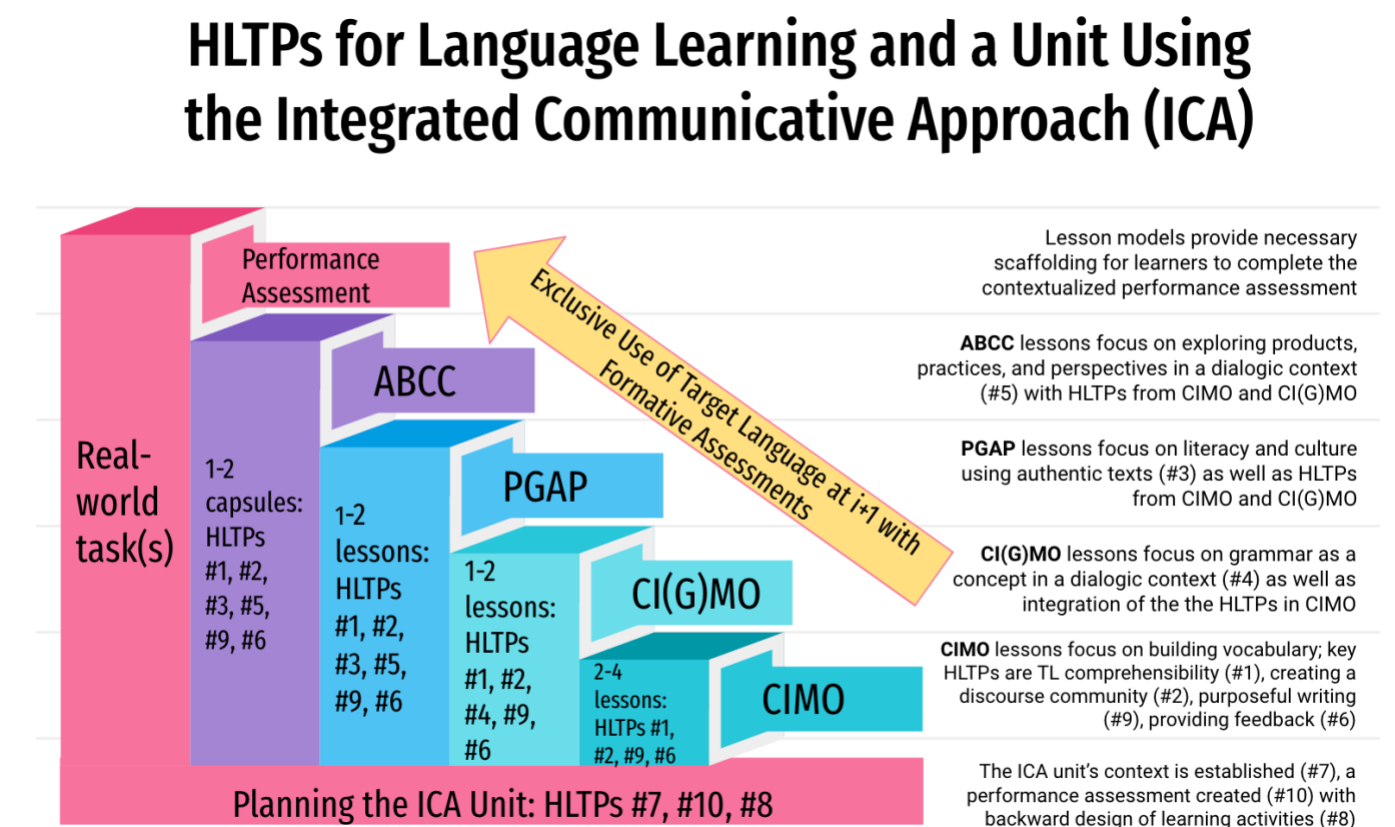 HLTPs for Language Learning and a Unit Using
the Integrated Communicative Approach (ICA)
Performance
Assessment
Exclusive Use of Target Language at i+1 with
Formative Assessments
Lesson models provide necessary
scaffolding for learners to complete the
contextualized performance assessment
ABCC
ABCC lessons focus on exploring products,
practices, and perspectives in a dialogic context
(#5) with HLTPs from CIMO and CI(G)MO
Real-
world
task(s)
1-2
capsules:
HLTPs
#1, #2,
#3, #5,
#9, #6
PGAP
PGAP lessons focus on literacy and culture
using authentic texts (#3) as well as HLTPs
from CIMO and CI(G)MO
1-2
lessons:
HLTPs
#1, #2,
#3, #5,
#9, #6
CI(G)MO
CI(G)MO lessons focus on grammar as a
concept in a dialogic context (#4) as well as
integration of the the HLTPs in CIMO
1-2
lessons:
HLTPs
#1, #2,
#4, #9,
#6
CIMO
CIMO lessons focus on building vocabulary; key
HLTPs are TL comprehensibility (#1), creating a
discourse community (#2), purposeful writing
(#9), providing feedback (#6)
2-4
lessons:
HLTPs #1,
#2, #9, #6
Planning the ICA Unit: HLTPs #7, #10, #8
The ICA unit's context is established (#7), a
performance assessment created (#10) with
backward design of learning activities (#8)